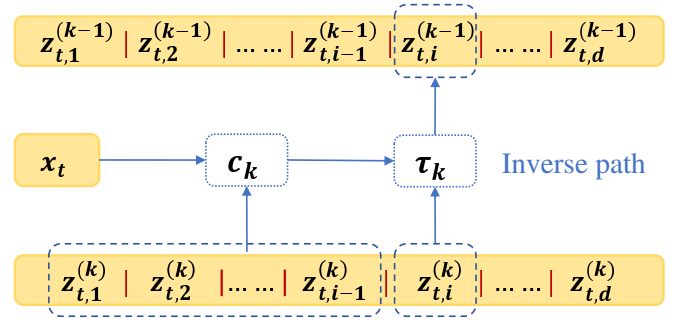 z_{t,1}^{(k-1)} | z_{t,2}^{(k-1)} | ... ... | z_{t,i-1}^{(k-1)} | z_{t,i}^{(k-1)} | ... ... z_{t,d}^{(k-1)}
x_t c_k τ_k Inverse path
z_{t,1}^{(k)} | z_{t,2}^{(k)} | ... ... | z_{t,i-1}^{(k)} | z_{t,i}^{(k)} | ... ... | z_{t,d}^{(k)}